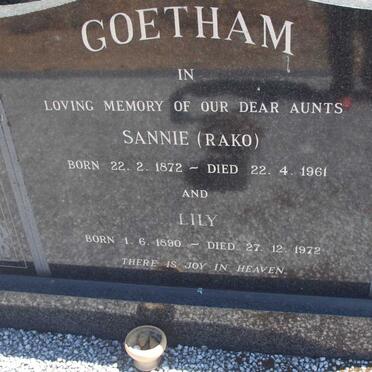 GOETHAM
IN
LOVING MEMORY OF OUR DEAR AUNTS
SANNIE (RAKO)
BORN 22. 2. 1872 – DIED 22. 4. 1961
AND
LILY
BORN 1. 6. 1890 – DIED 27. 12. 1972
THERE IS JOY IN HEAVEN.